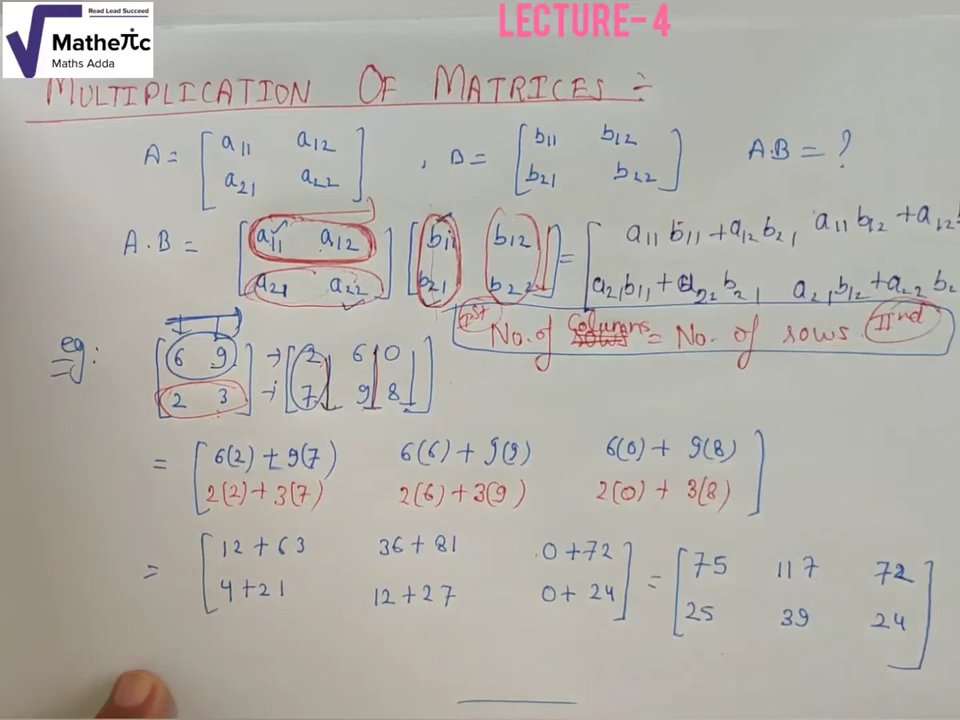 LECTURE-4
Read Lead Succeed
Matheπc
Maths Adda
MULTIPLICATION OF MATRICES :-
A = [ a11 a12
a21 a22 ] , B = [ b11 b12
b21 b22 ] A.B = ?
A.B = [ a11 a12 ] [ b11 b12 ] = [ a11 b11 + a12 b21 a11 b12 + a12
a21 a22 b21 b22 a21 b11 + a22 b21 a21 b12 + a22 b2
Ist No. of Columns = No. of rows. IInd
eg: [ 6 9 ] → [ 2 6 0 ]
[ 2 3 ] → [ 7 9 8 ]
= [ 6(2) + 9(7) 6(6) + 9(9) 6(0) + 9(8) ]
2(2) + 3(7) 2(6) + 3(9) 2(0) + 3(8)
= [ 12 + 63 36 + 81 0 + 72 ] = [ 75 117 72 ]
4 + 21 12 + 27 0 + 24 25 39 24